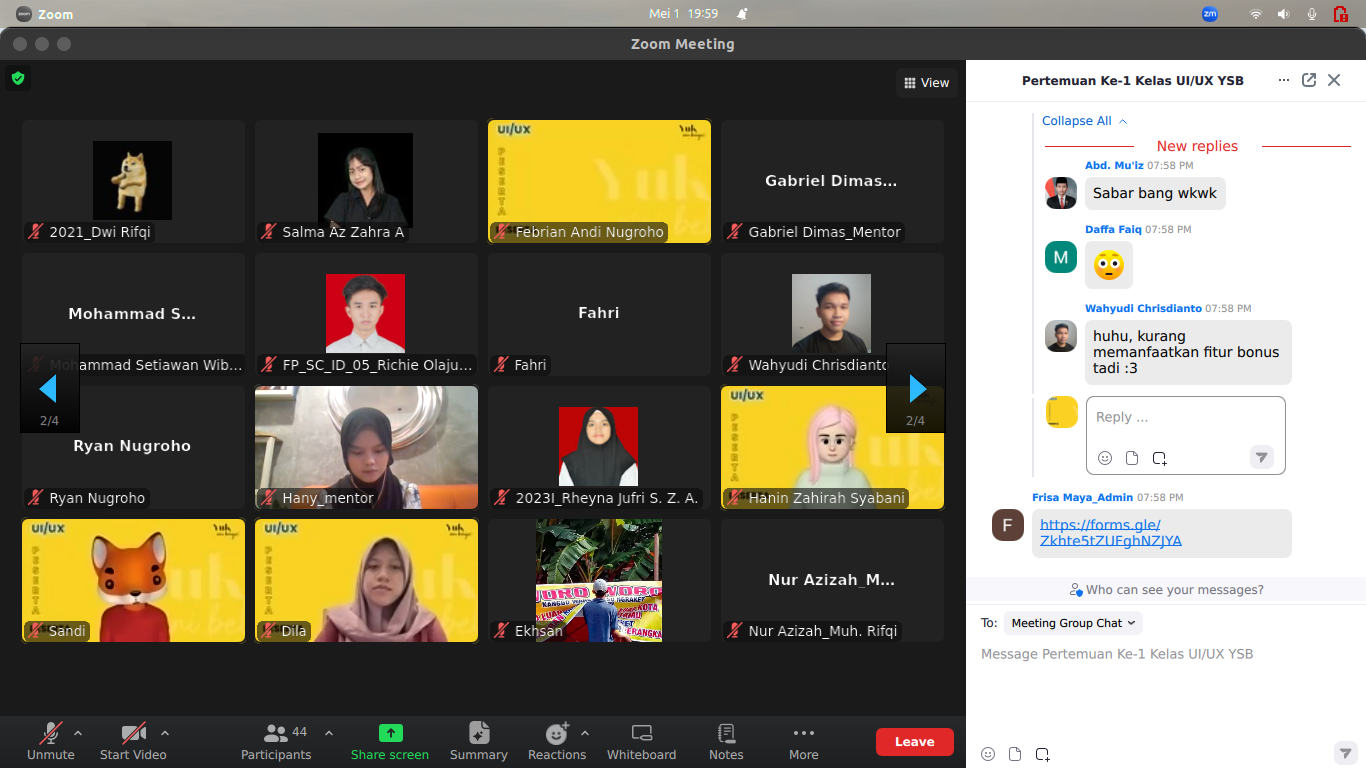 Zoom
Mei 1 19:59
zm
Zoom Meeting
View
2021_Dwi Rifqi
Salma Az Zahra A
UI/UX
Yuk
PESERTA
Yuk
Febrian Andi Nugroho
Gabriel Dimas...
Gabriel Dimas_Mentor
Mohammad S...
Mohammad Setiawan Wib...
FP_SC_ID_05_Richie Olaju...
Fahri
Fahri
Wahyudi Chrisdianto
2/4
2/4
Ryan Nugroho
Ryan Nugroho
Hany_mentor
2023I_Rheyna Jufri S. Z. A.
UI/UX
PESERTA
Hanin Zahirah Syabani
UI/UX
Yuk
PESERTA
Sandi
UI/UX
Yuk
PESERTA
Dila
Ekhsan
Nur Azizah_M...
Nur Azizah_Muh. Rifqi
Unmute
Start Video
44
Participants
Share screen
Summary
Reactions
Whiteboard
Notes
More
Leave
Pertemuan Ke-1 Kelas UI/UX YSB
Collapse All
New replies
Abd. Mu'iz 07:58 PM
Sabar bang wkwk
Daffa Faiq 07:58 PM
M
Wahyudi Chrisdianto 07:58 PM
huhu, kurang
memanfaatkan fitur bonus
tadi :3
Reply ...
Frisa Maya_Admin 07:58 PM
F
https://forms.gle/
Zkhte5tZUFghNZJYA
Who can see your messages?
To: Meeting Group Chat
Message Pertemuan Ke-1 Kelas UI/UX YSB